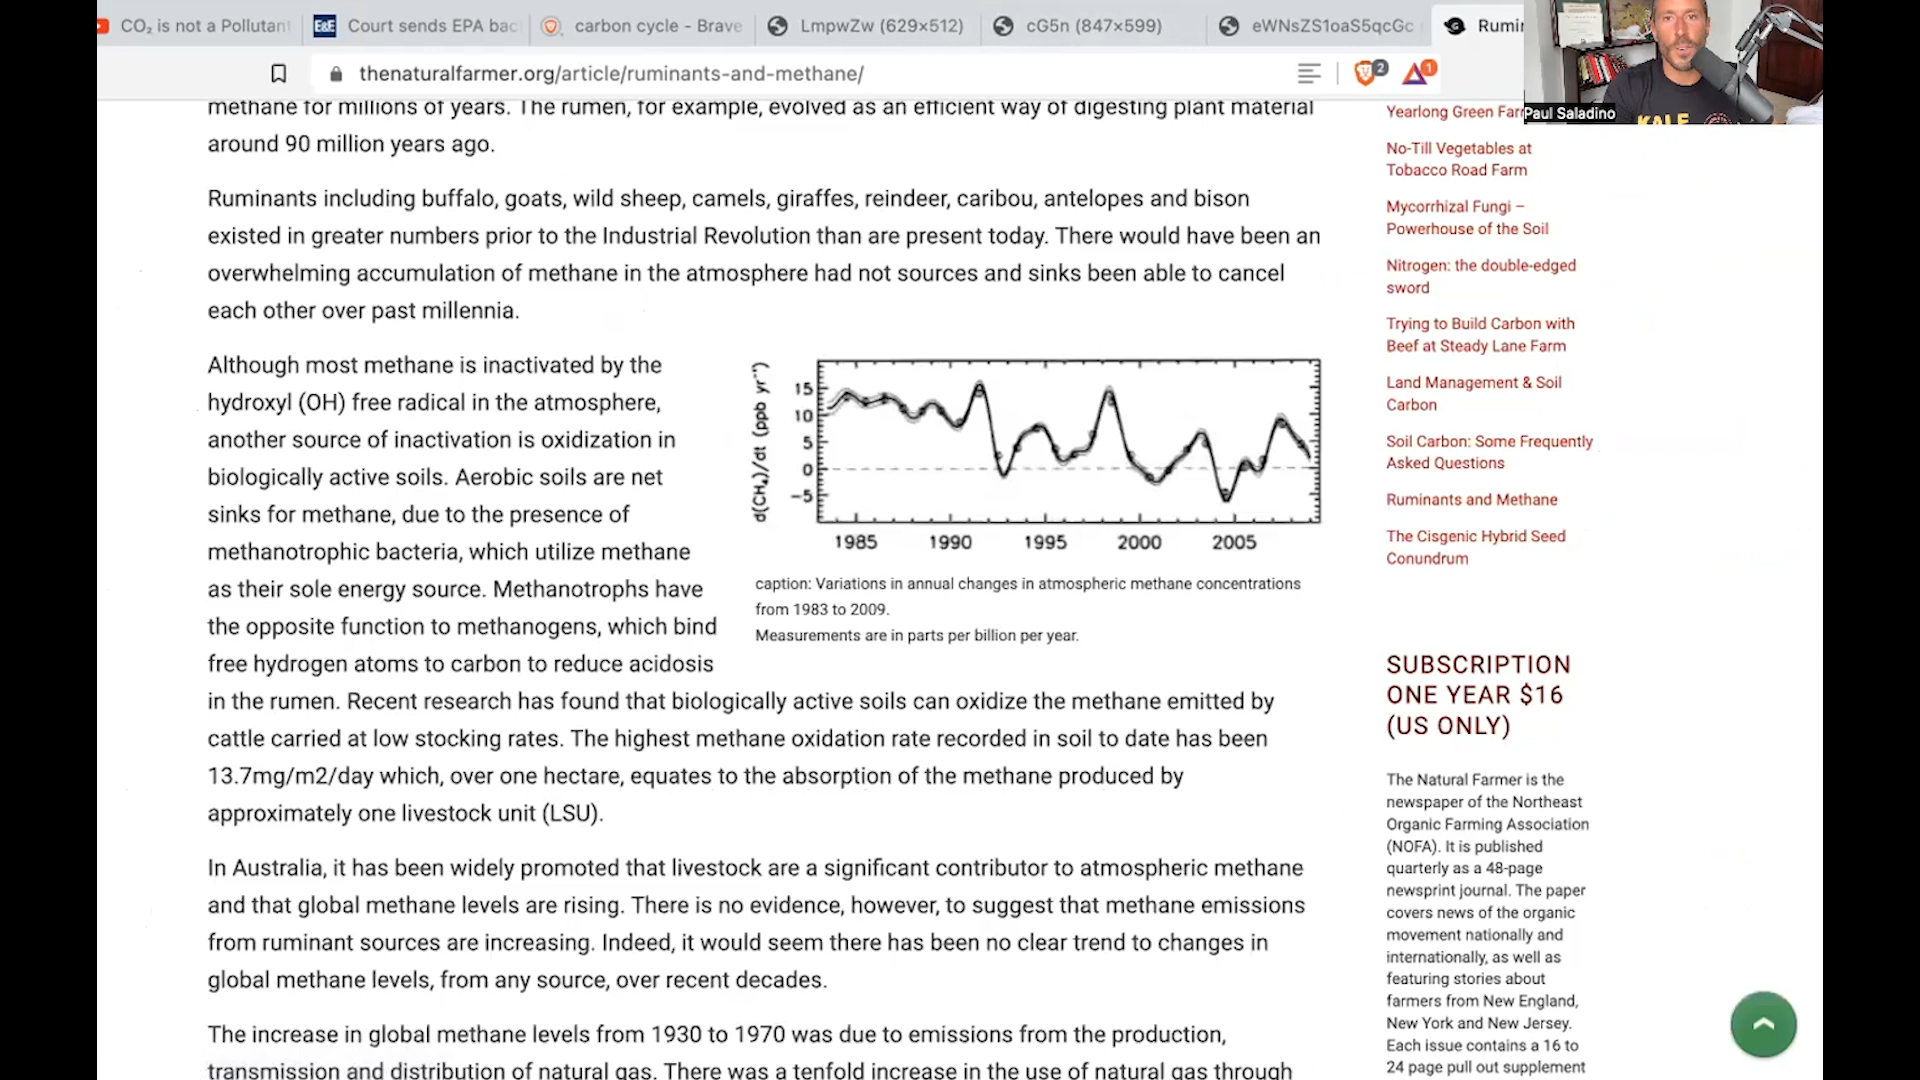 CO₂ is not a Pollutant
E&E
Court sends EPA bac
carbon cycle - Brave
LmpwZw (629×512)
cG5n (847×599)
eWNsZS1oaS5qcGc
Rumi
thenaturalfarmer.org/article/ruminants-and-methane/
2
1
Paul Saladino
KALE
methane for millions of years. The rumen, for example, evolved as an efficient way of digesting plant material
around 90 million years ago.
Ruminants including buffalo, goats, wild sheep, camels, giraffes, reindeer, caribou, antelopes and bison
existed in greater numbers prior to the Industrial Revolution than are present today. There would have been an
overwhelming accumulation of methane in the atmosphere had not sources and sinks been able to cancel
each other over past millennia.
Although most methane is inactivated by the
hydroxyl (OH) free radical in the atmosphere,
another source of inactivation is oxidization in
biologically active soils. Aerobic soils are net
sinks for methane, due to the presence of
methanotrophic bacteria, which utilize methane
as their sole energy source. Methanotrophs have
the opposite function to methanogens, which bind
free hydrogen atoms to carbon to reduce acidosis
in the rumen. Recent research has found that biologically active soils can oxidize the methane emitted by
cattle carried at low stocking rates. The highest methane oxidation rate recorded in soil to date has been
13.7mg/m2/day which, over one hectare, equates to the absorption of the methane produced by
approximately one livestock unit (LSU).
d(CH₄)/dt (ppb yr⁻¹)
15
10
5
0
-5
1985 1990 1995 2000 2005
caption: Variations in annual changes in atmospheric methane concentrations
from 1983 to 2009.
Measurements are in parts per billion per year.
In Australia, it has been widely promoted that livestock are a significant contributor to atmospheric methane
and that global methane levels are rising. There is no evidence, however, to suggest that methane emissions
from ruminant sources are increasing. Indeed, it would seem there has been no clear trend to changes in
global methane levels, from any source, over recent decades.
The increase in global methane levels from 1930 to 1970 was due to emissions from the production,
transmission and distribution of natural gas. There was a tenfold increase in the use of natural gas through
Yearlong Green Far
No-Till Vegetables at
Tobacco Road Farm
Mycorrhizal Fungi –
Powerhouse of the Soil
Nitrogen: the double-edged
sword
Trying to Build Carbon with
Beef at Steady Lane Farm
Land Management & Soil
Carbon
Soil Carbon: Some Frequently
Asked Questions
Ruminants and Methane
The Cisgenic Hybrid Seed
Conundrum
SUBSCRIPTION
ONE YEAR $16
(US ONLY)
The Natural Farmer is the
newspaper of the Northeast
Organic Farming Association
(NOFA). It is published
quarterly as a 48-page
newsprint journal. The paper
covers news of the organic
movement nationally and
internationally, as well as
featuring stories about
farmers from New England,
New York and New Jersey.
Each issue contains a 16 to
24 page pull out supplement